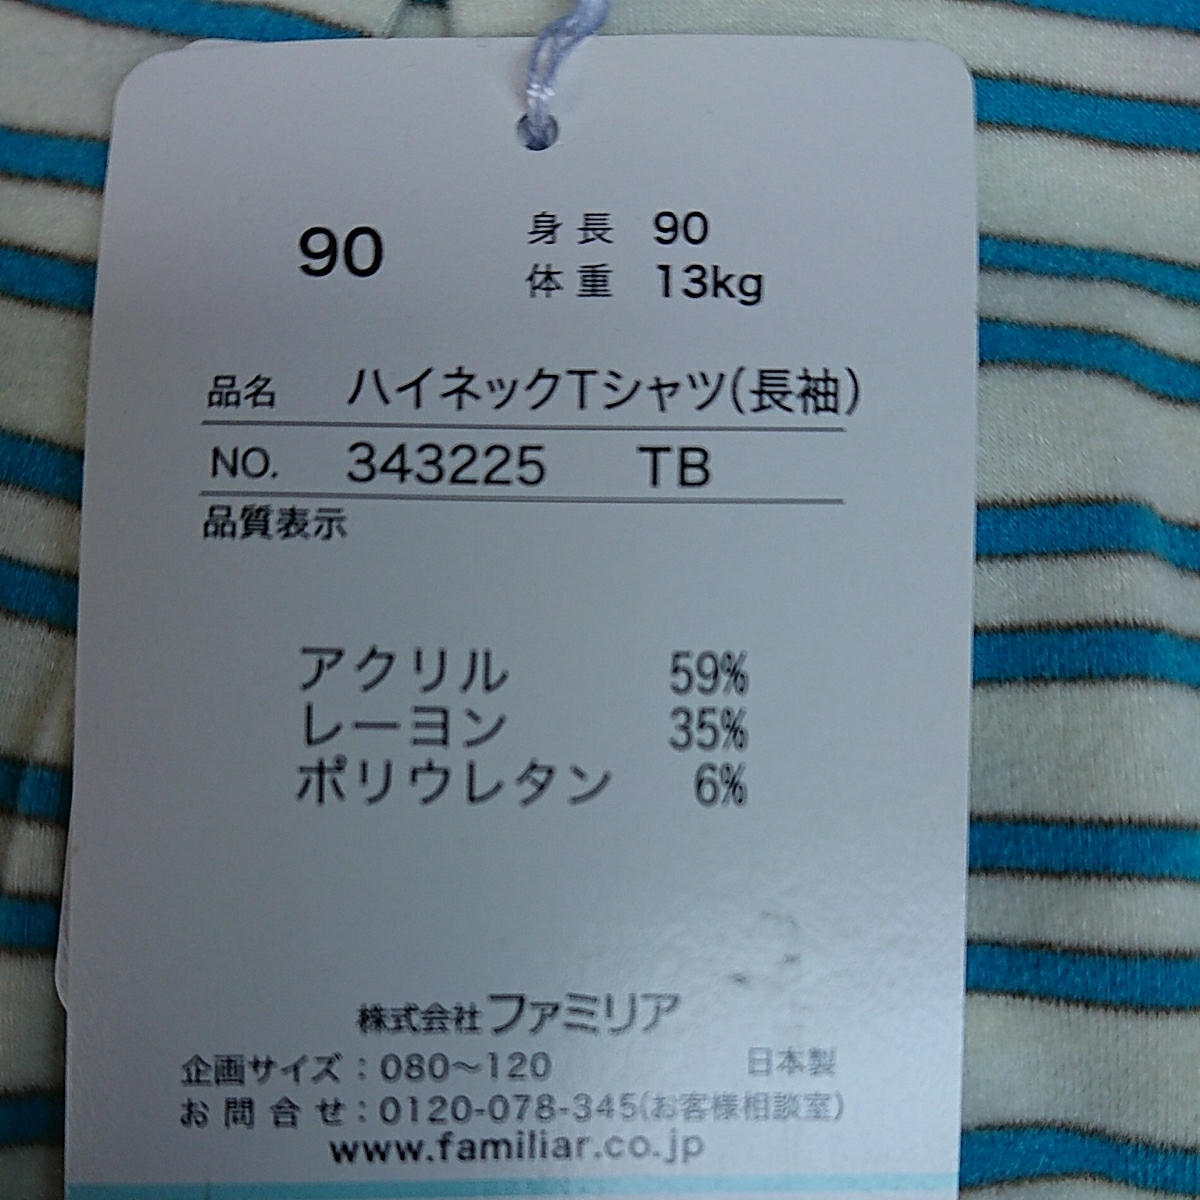 90
身長 90
体重 13kg
品名 ハイネックTシャツ(長袖)
NO. 343225 TB
品質表示
アクリル 59%
レーヨン 35%
ポリウレタン 6%
株式会社ファミリア
企画サイズ：080〜120 日本製
お問合せ：0120-078-345(お客様相談室)
www.familiar.co.jp